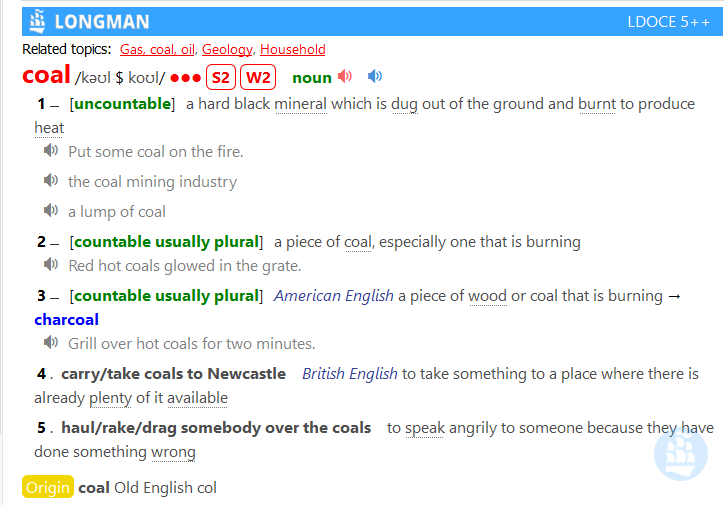 LONGMAN LDOCE 5++
Related topics: Gas, coal, oil, Geology, Household
coal /kəʊl $ koʊl/ ●●● S2 W2 noun
1 – [uncountable] a hard black mineral which is dug out of the ground and burnt to produce
heat
Put some coal on the fire.
the coal mining industry
a lump of coal
2 – [countable usually plural] a piece of coal, especially one that is burning
Red hot coals glowed in the grate.
3 – [countable usually plural] American English a piece of wood or coal that is burning →
charcoal
Grill over hot coals for two minutes.
4 . carry/take coals to Newcastle British English to take something to a place where there is
already plenty of it available
5 . haul/rake/drag somebody over the coals to speak angrily to someone because they have
done something wrong
Origin coal Old English col